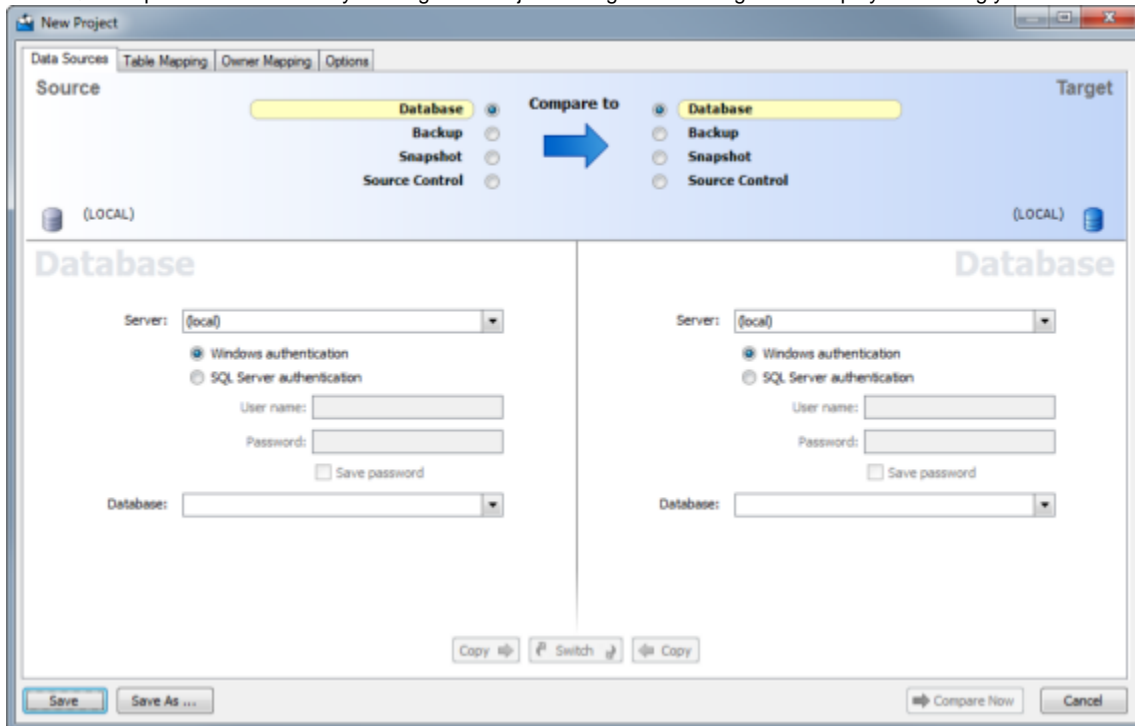 New Project
Data Sources Table Mapping Owner Mapping Options
Source Target
Database Compare to Database
Backup Backup
Snapshot Snapshot
Source Control Source Control
(LOCAL) (LOCAL)
Database Database
Server: (local) Server: (local)
Windows authentication Windows authentication
SQL Server authentication SQL Server authentication
User name: User name:
Password: Password:
Save password Save password
Database: Database:
Copy Switch Copy
Save Save As ... Compare Now Cancel